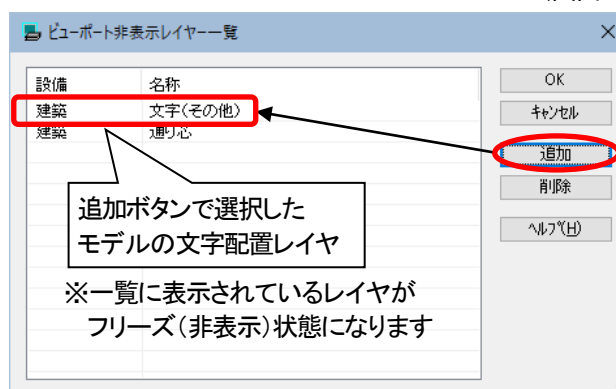 ビューポート非表示レイヤー一覧
設備 名称
建築 文字(その他)
建築 通り芯
OK
キャンセル
追加
削除
ヘルプ(H)
追加ボタンで選択した
モデルの文字配置レイヤ
※一覧に表示されているレイヤが
フリーズ(非表示)状態になります